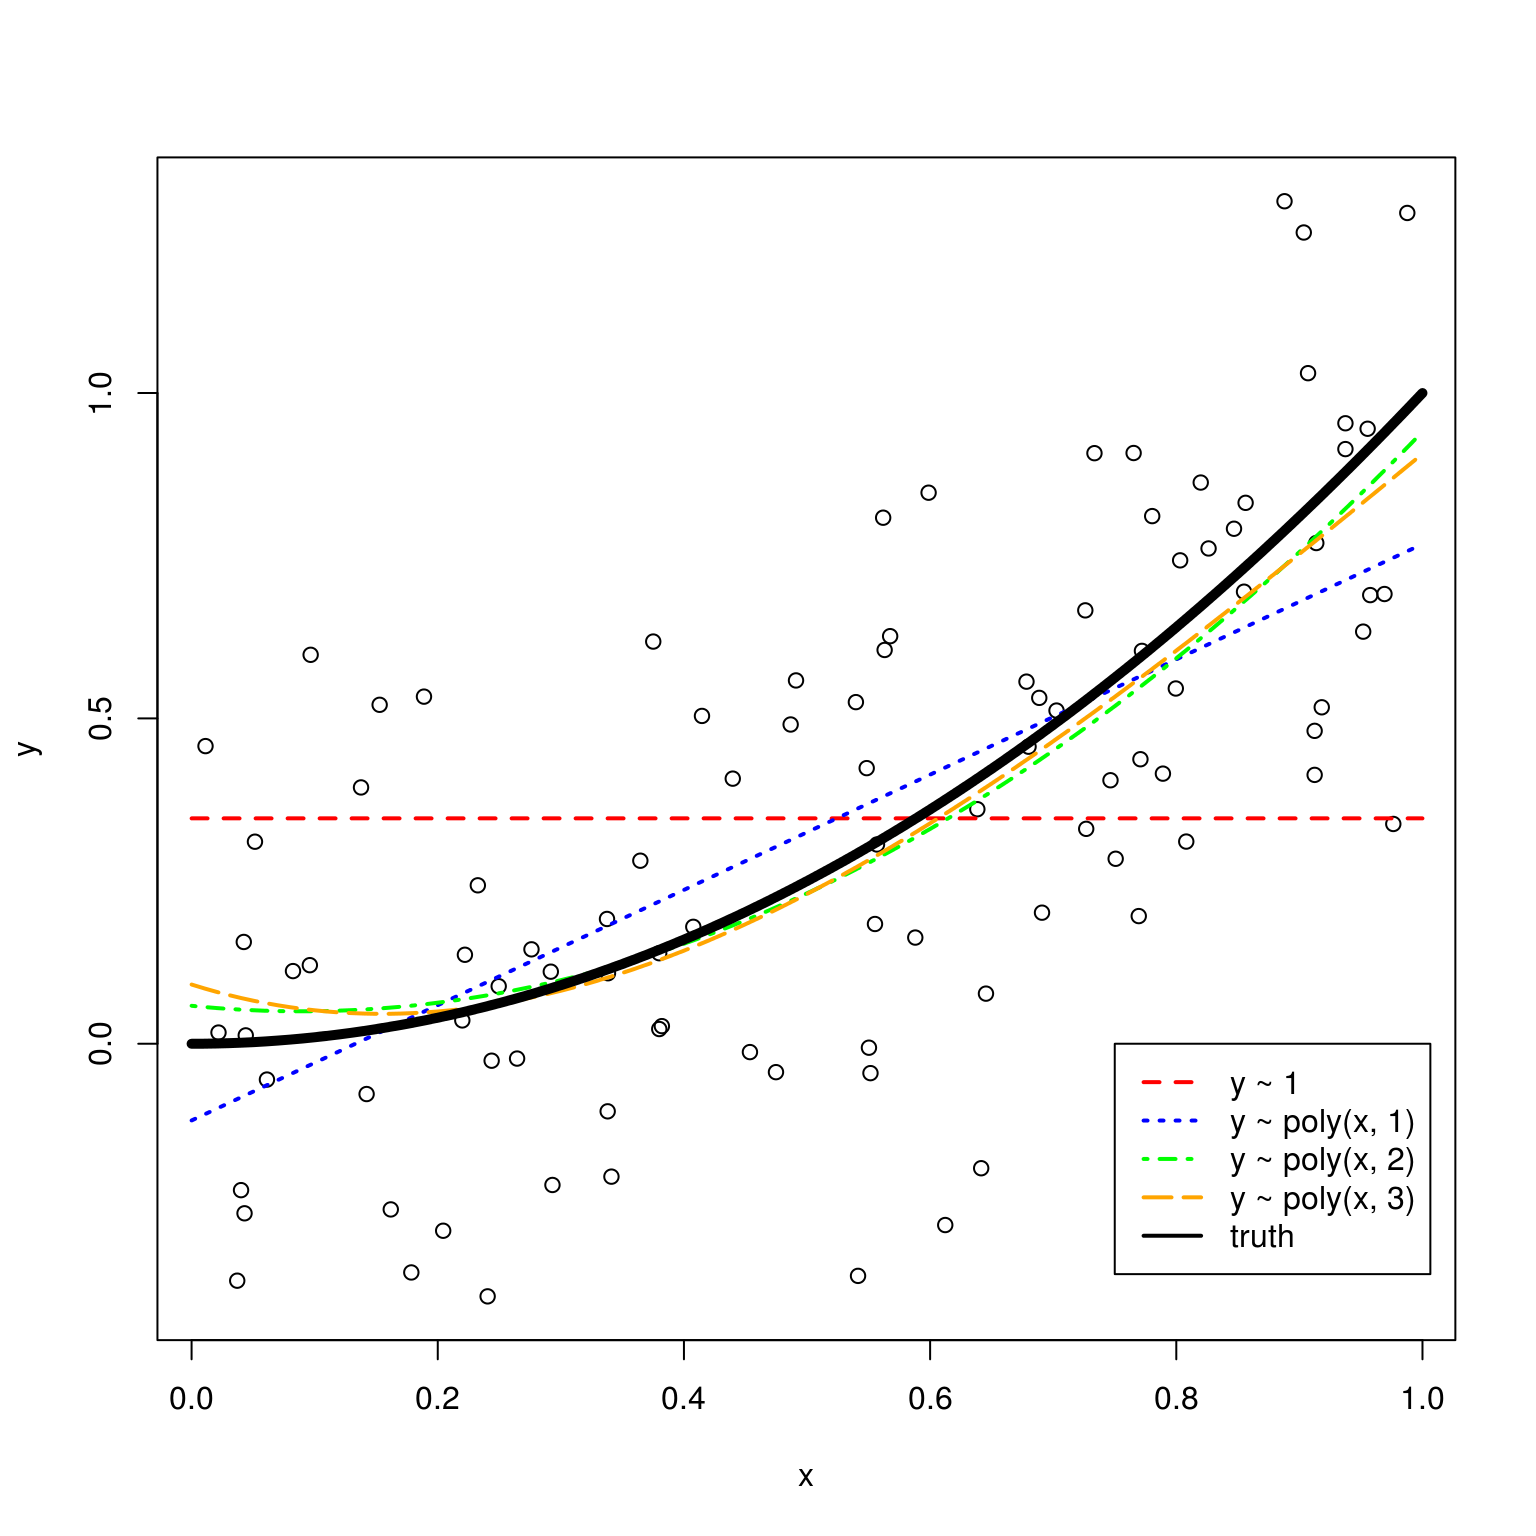 y
1.0
0.5
0.0
y ~ 1
y ~ poly(x, 1)
y ~ poly(x, 2)
y ~ poly(x, 3)
truth
0.0 0.2 0.4 0.6 0.8 1.0
x